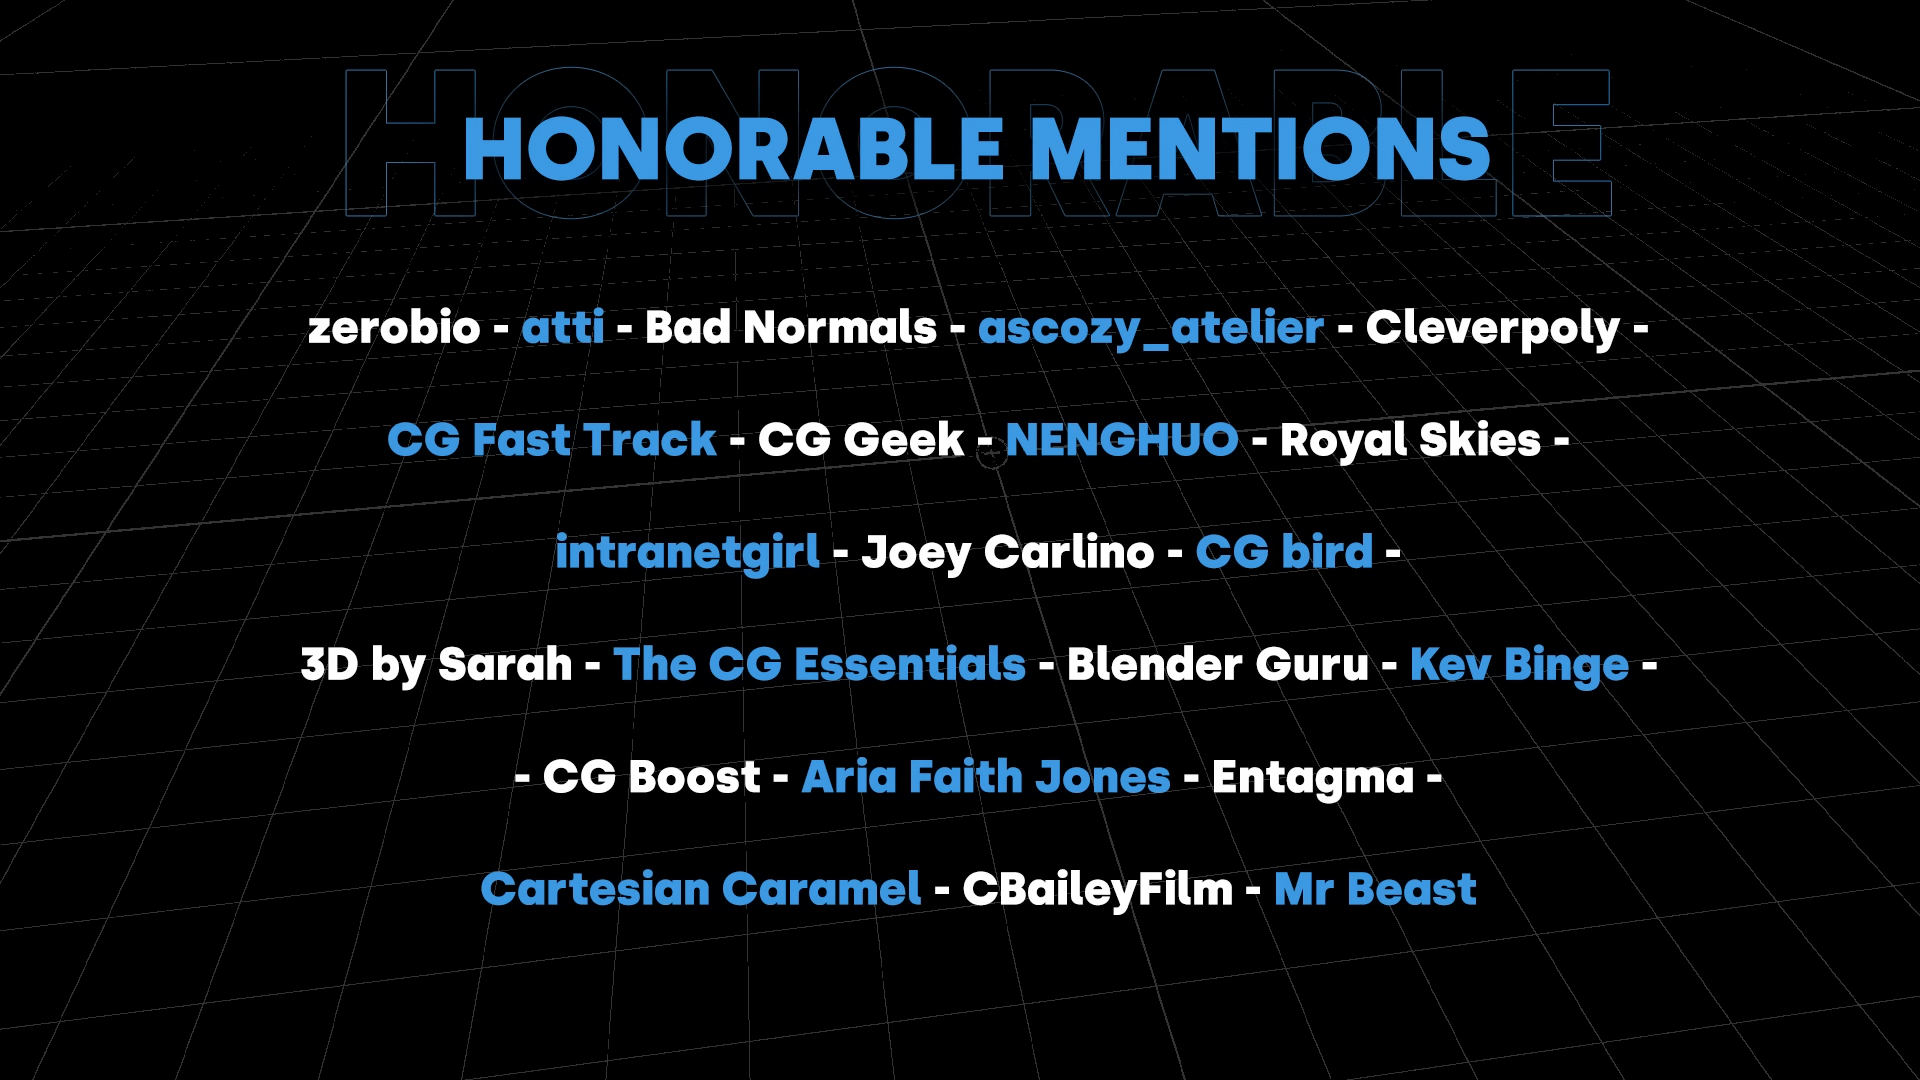 HONORABLE
HONORABLE MENTIONS
zerobio - atti - Bad Normals - ascozy_atelier - Cleverpoly -
CG Fast Track - CG Geek - NENGHUO - Royal Skies -
intranetgirl - Joey Carlino - CG bird -
3D by Sarah - The CG Essentials - Blender Guru - Kev Binge -
- CG Boost - Aria Faith Jones - Entagma -
Cartesian Caramel - CBaileyFilm - Mr Beast